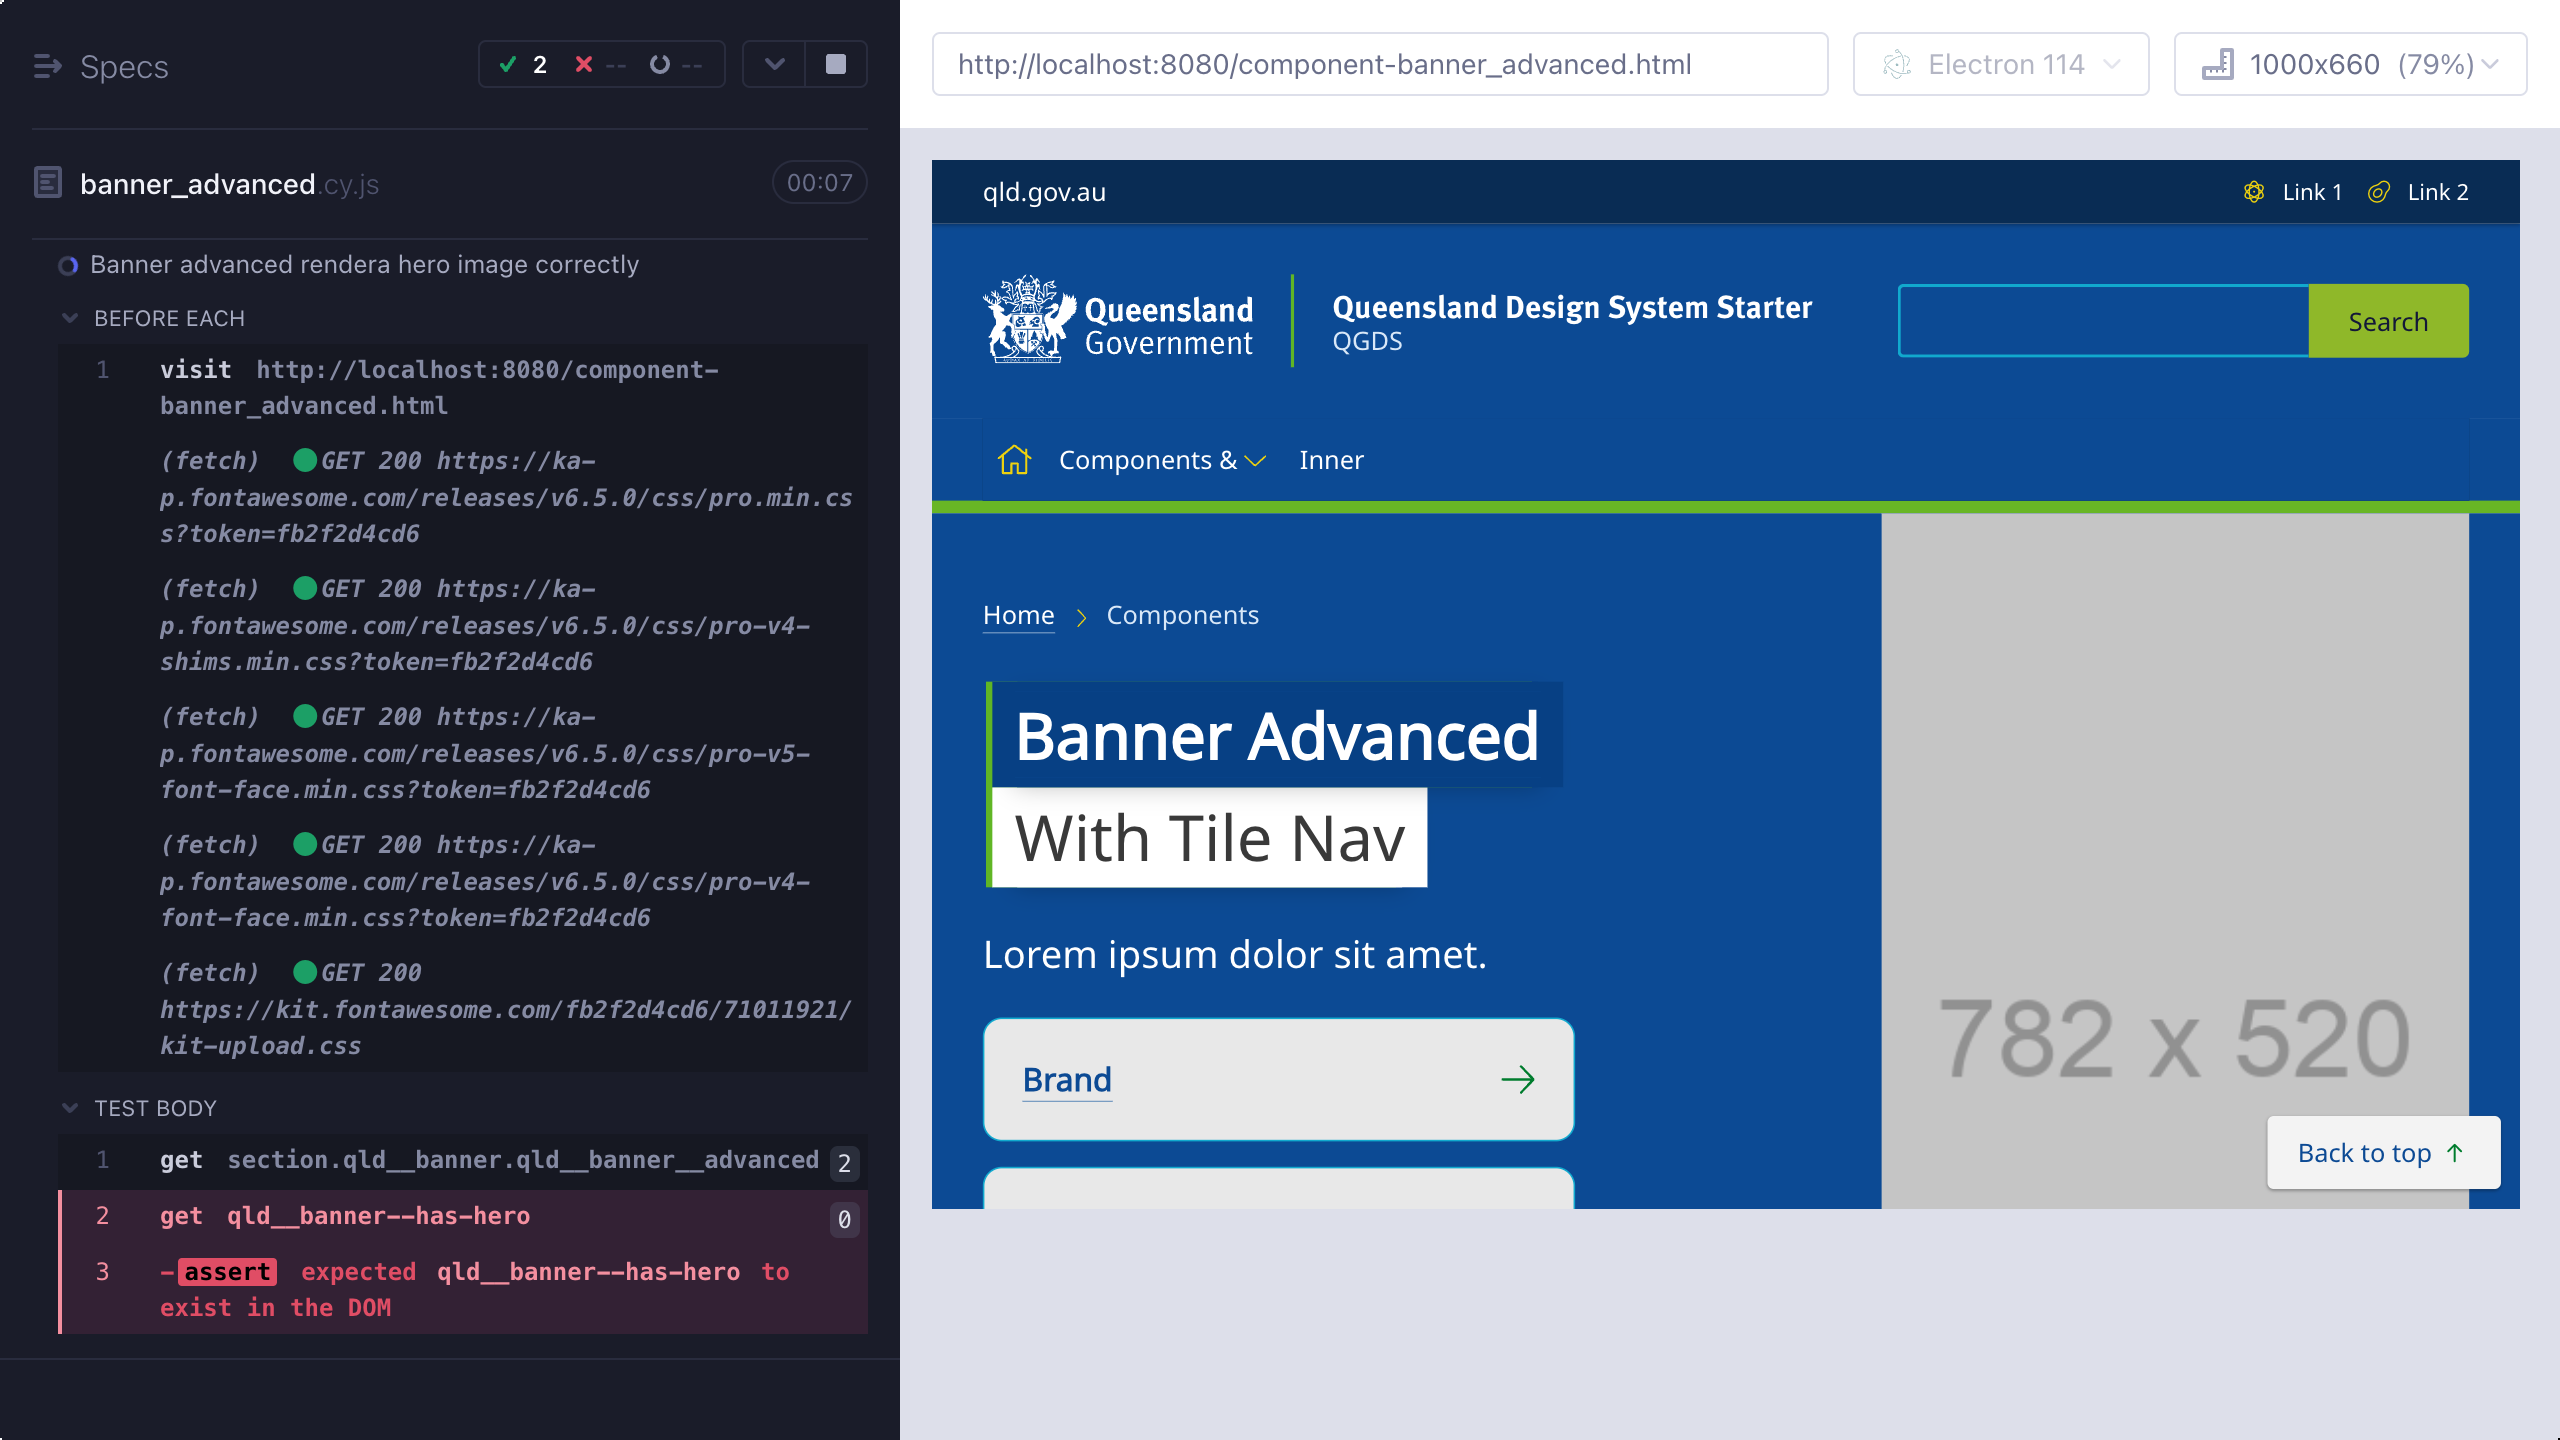 Specs
2
--
--
banner_advanced.cy.js
00:07
Banner advanced rendera hero image correctly
BEFORE EACH
1 visit http://localhost:8080/component-
banner_advanced.html
(fetch) GET 200 https://ka-
p.fontawesome.com/releases/v6.5.0/css/pro.min.cs
s?token=fb2f2d4cd6
(fetch) GET 200 https://ka-
p.fontawesome.com/releases/v6.5.0/css/pro-v4-
shims.min.css?token=fb2f2d4cd6
(fetch) GET 200 https://ka-
p.fontawesome.com/releases/v6.5.0/css/pro-v5-
font-face.min.css?token=fb2f2d4cd6
(fetch) GET 200 https://ka-
p.fontawesome.com/releases/v6.5.0/css/pro-v4-
font-face.min.css?token=fb2f2d4cd6
(fetch) GET 200
https://kit.fontawesome.com/fb2f2d4cd6/71011921/
kit-upload.css
TEST BODY
1 get section.qld__banner.qld__banner__advanced 2
2 get qld__banner--has-hero 0
3 -assert expected qld__banner--has-hero to
exist in the DOM
http://localhost:8080/component-banner_advanced.html
Electron 114
1000x660 (79%)
qld.gov.au
Link 1
Link 2
Queensland
Government
Queensland Design System Starter
QGDS
Search
Components &
Inner
Home
Components
Banner Advanced
With Tile Nav
Lorem ipsum dolor sit amet.
Brand
782 x 520
Back to top